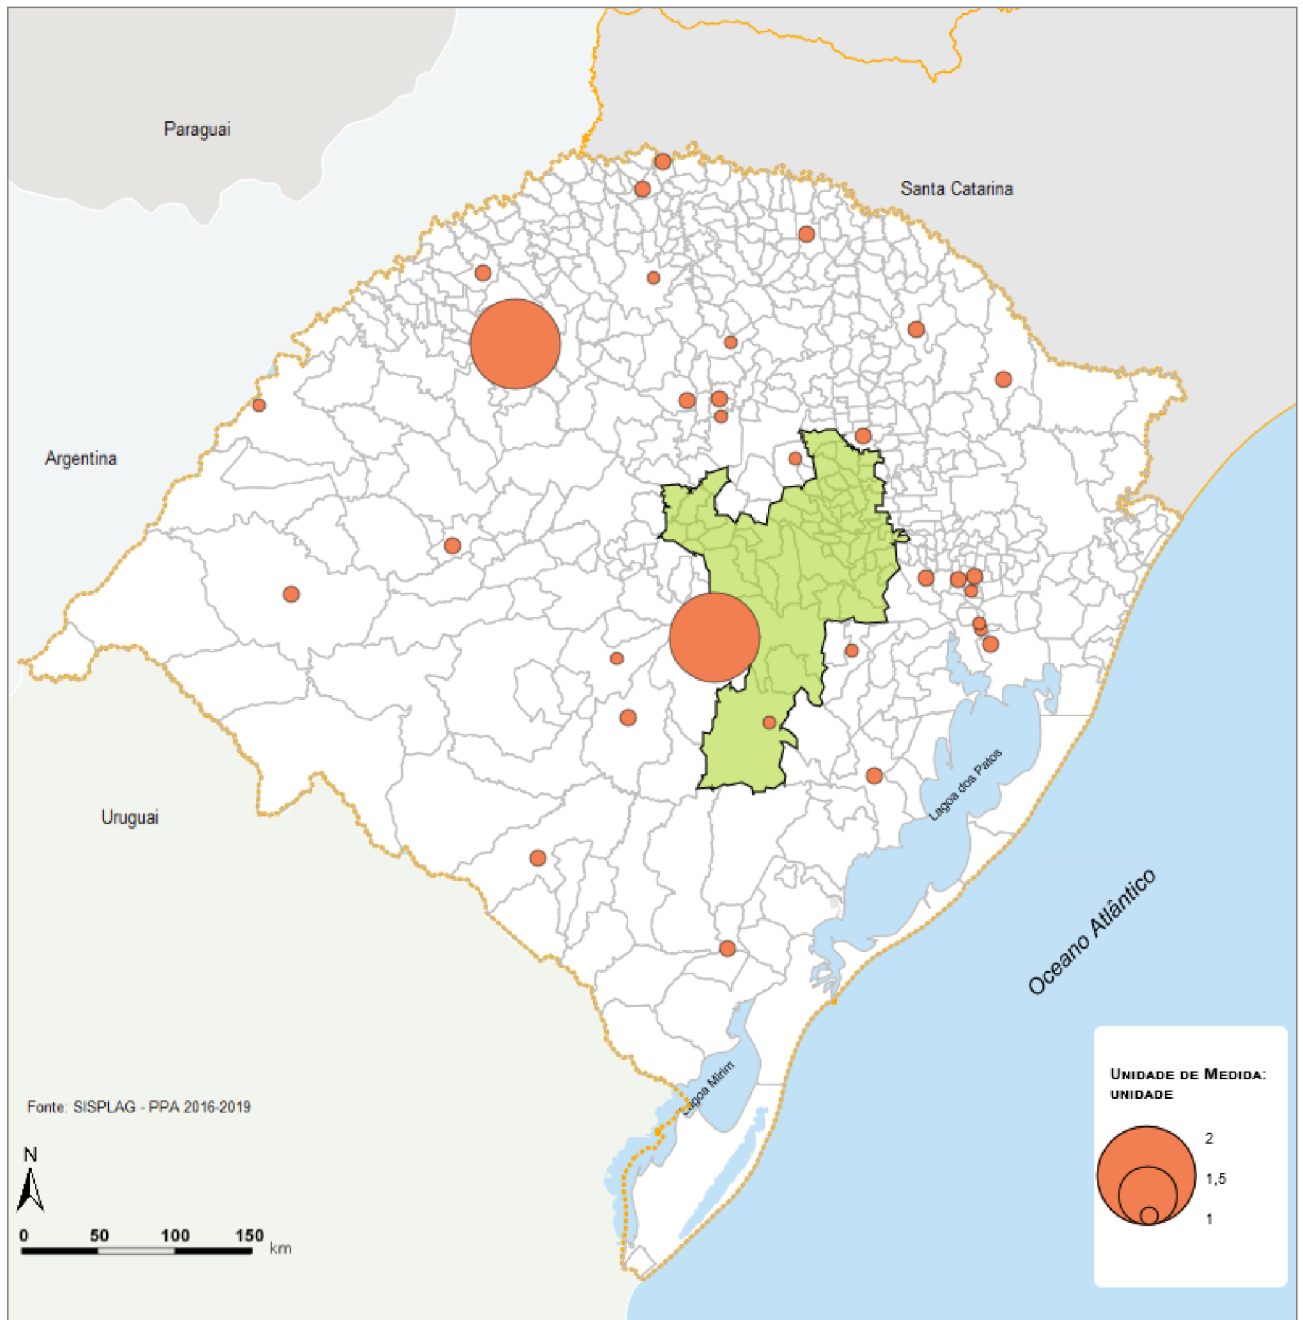 Paraguai
Santa Catarina
Argentina
Uruguai
Lagoa dos Patos
Oceano Atlântico
Lagoa Mirim
Fonte: SISPLAG - PPA 2016-2019
N
0 50 100 150
km
UNIDADE DE MEDIDA:
UNIDADE
2
1,5
1